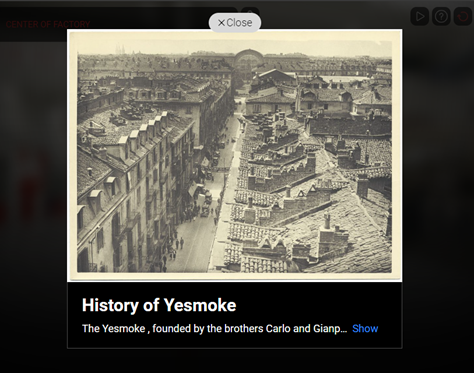 CENTER OF FACTORY
×Close
History of Yesmoke
The Yesmoke , founded by the brothers Carlo and Gianp... Show